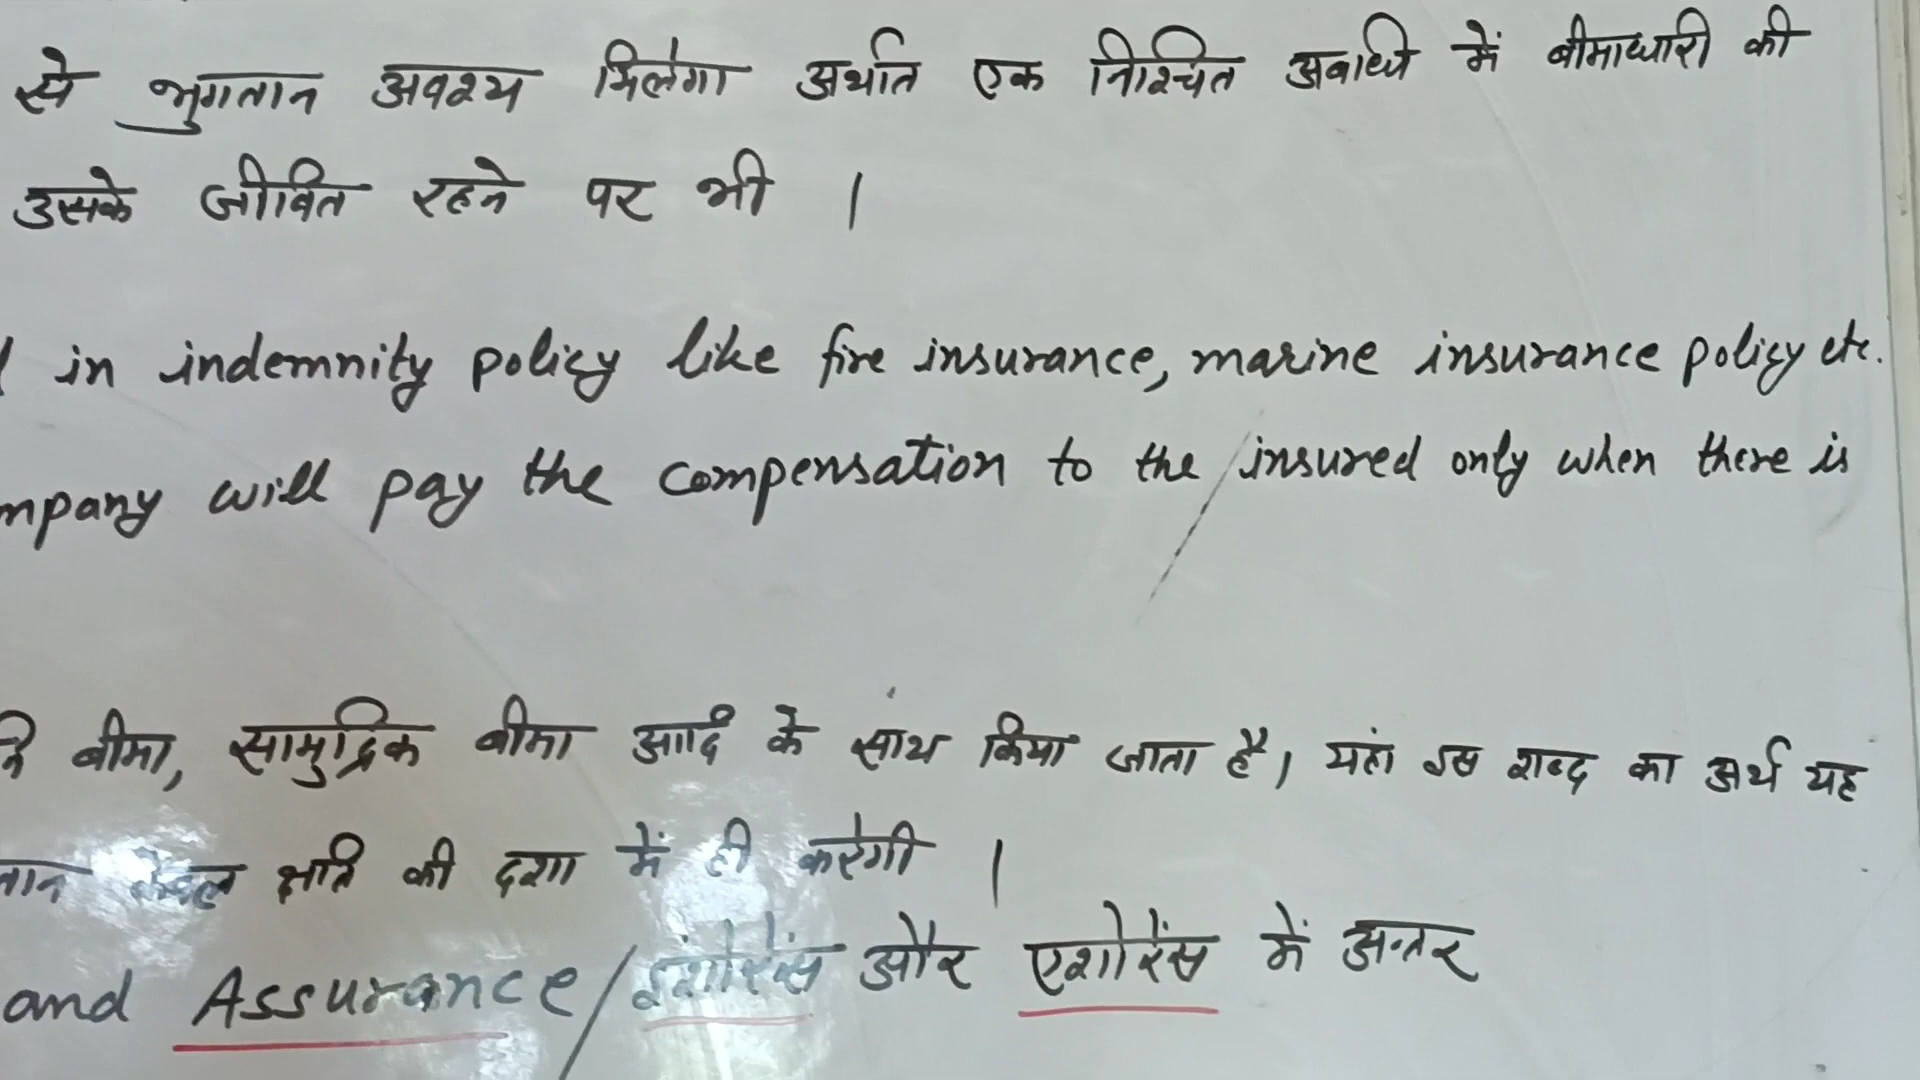 से भुगतान अवश्य मिलेगा अर्थात एक निश्चित अवधि में बीमाधारी की
उसके जीवित रहने पर भी |
in indemnity policy like fire insurance, marine insurance policy etc.
mpany will pay the compensation to the insured only when there is
बीमा, सामुद्रिक बीमा आदि के साथ किया जाता है। यहां इस शब्द का अर्थ यह
तान केवल क्षति की दशा में ही करेगी |
and Assurance/इंशोरेंस और एशोरेंस में अन्तर